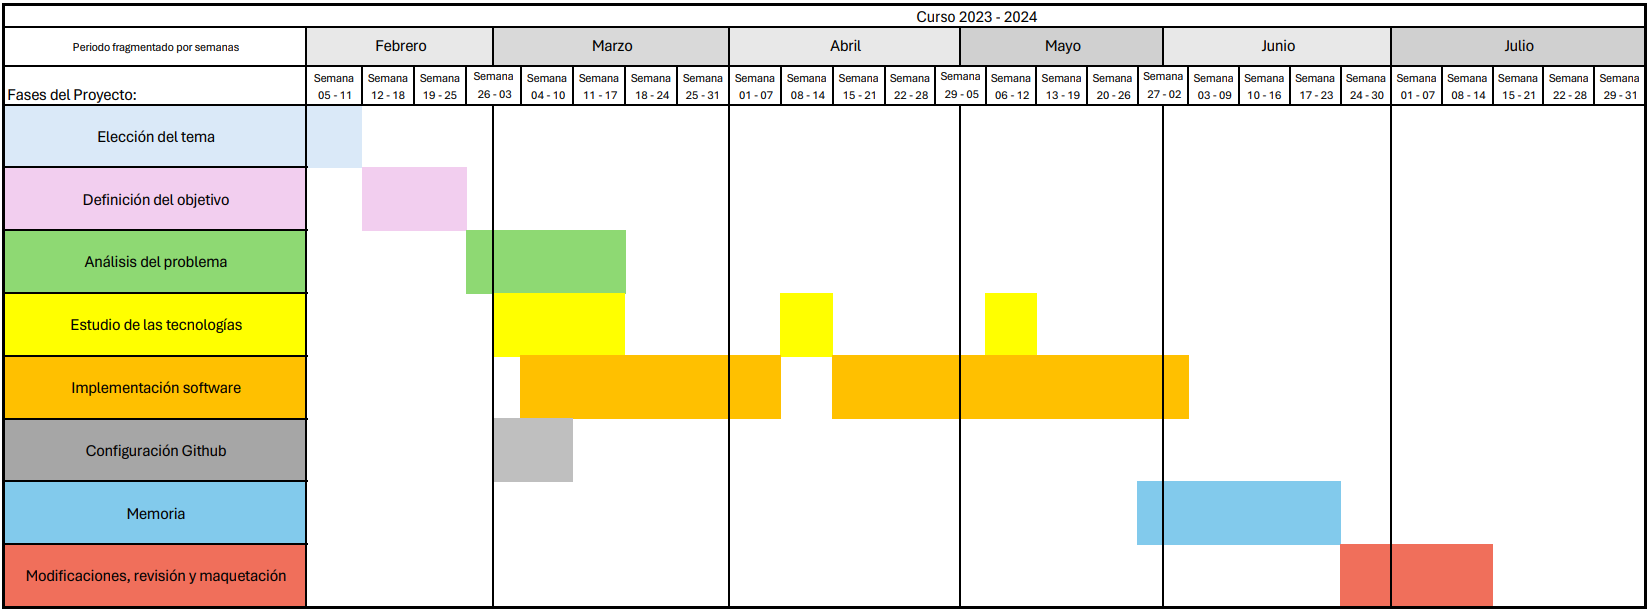 Curso 2023 - 2024
Periodo fragmentado por semanas
Febrero Marzo Abril Mayo Junio Julio
Fases del Proyecto:
Semana 05 - 11
Semana 12 - 18
Semana 19 - 25
Semana 26 - 03
Semana 04 - 10
Semana 11 - 17
Semana 18 - 24
Semana 25 - 31
Semana 01 - 07
Semana 08 - 14
Semana 15 - 21
Semana 22 - 28
Semana 29 - 05
Semana 06 - 12
Semana 13 - 19
Semana 20 - 26
Semana 27 - 02
Semana 03 - 09
Semana 10 - 16
Semana 17 - 23
Semana 24 - 30
Semana 01 - 07
Semana 08 - 14
Semana 15 - 21
Semana 22 - 28
Semana 29 - 31
Elección del tema
Definición del objetivo
Análisis del problema
Estudio de las tecnologías
Implementación software
Configuración Github
Memoria
Modificaciones, revisión y maquetación